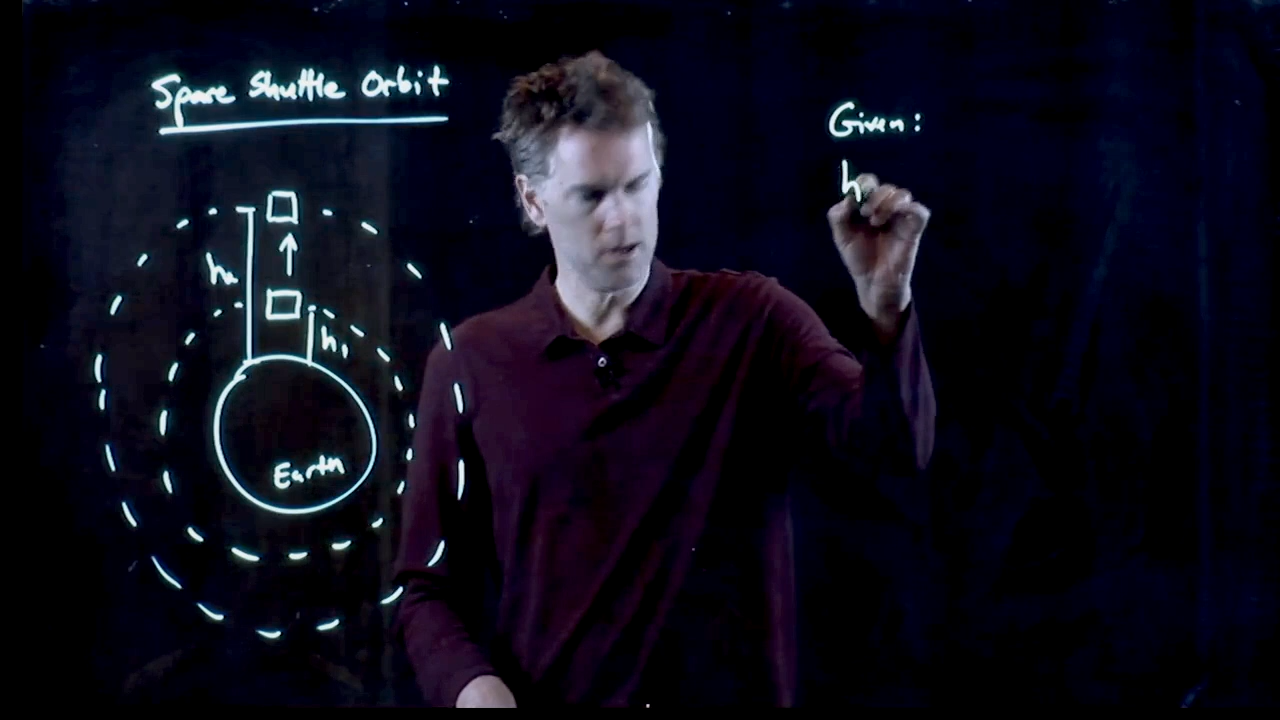 Space Shuttle Orbit
Given:
h
h₂
h₁
Earth